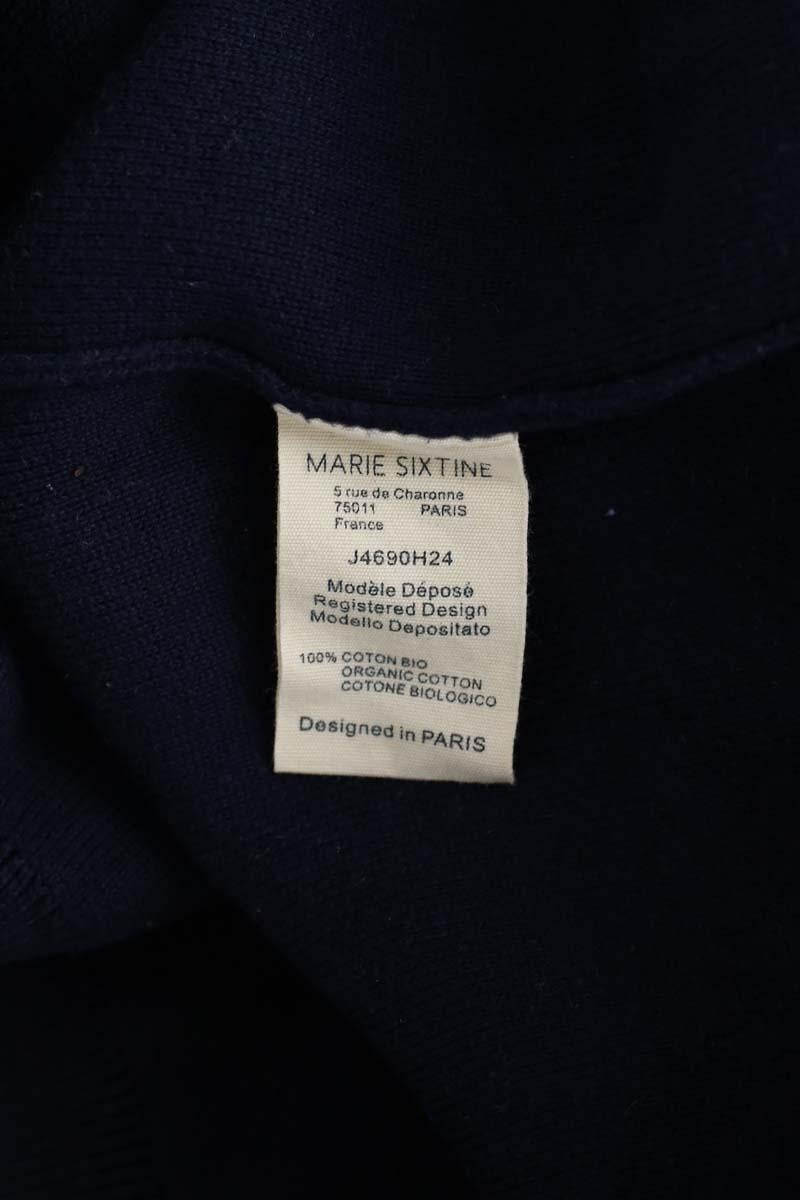 MARIE SIXTINE
5 rue de Charonne
75011 PARIS
France
J4690H24
Modèle Déposé
Registered Design
Modello Depositato
100% COTON BIO
ORGANIC COTTON
COTONE BIOLOGICO
Designed in PARIS